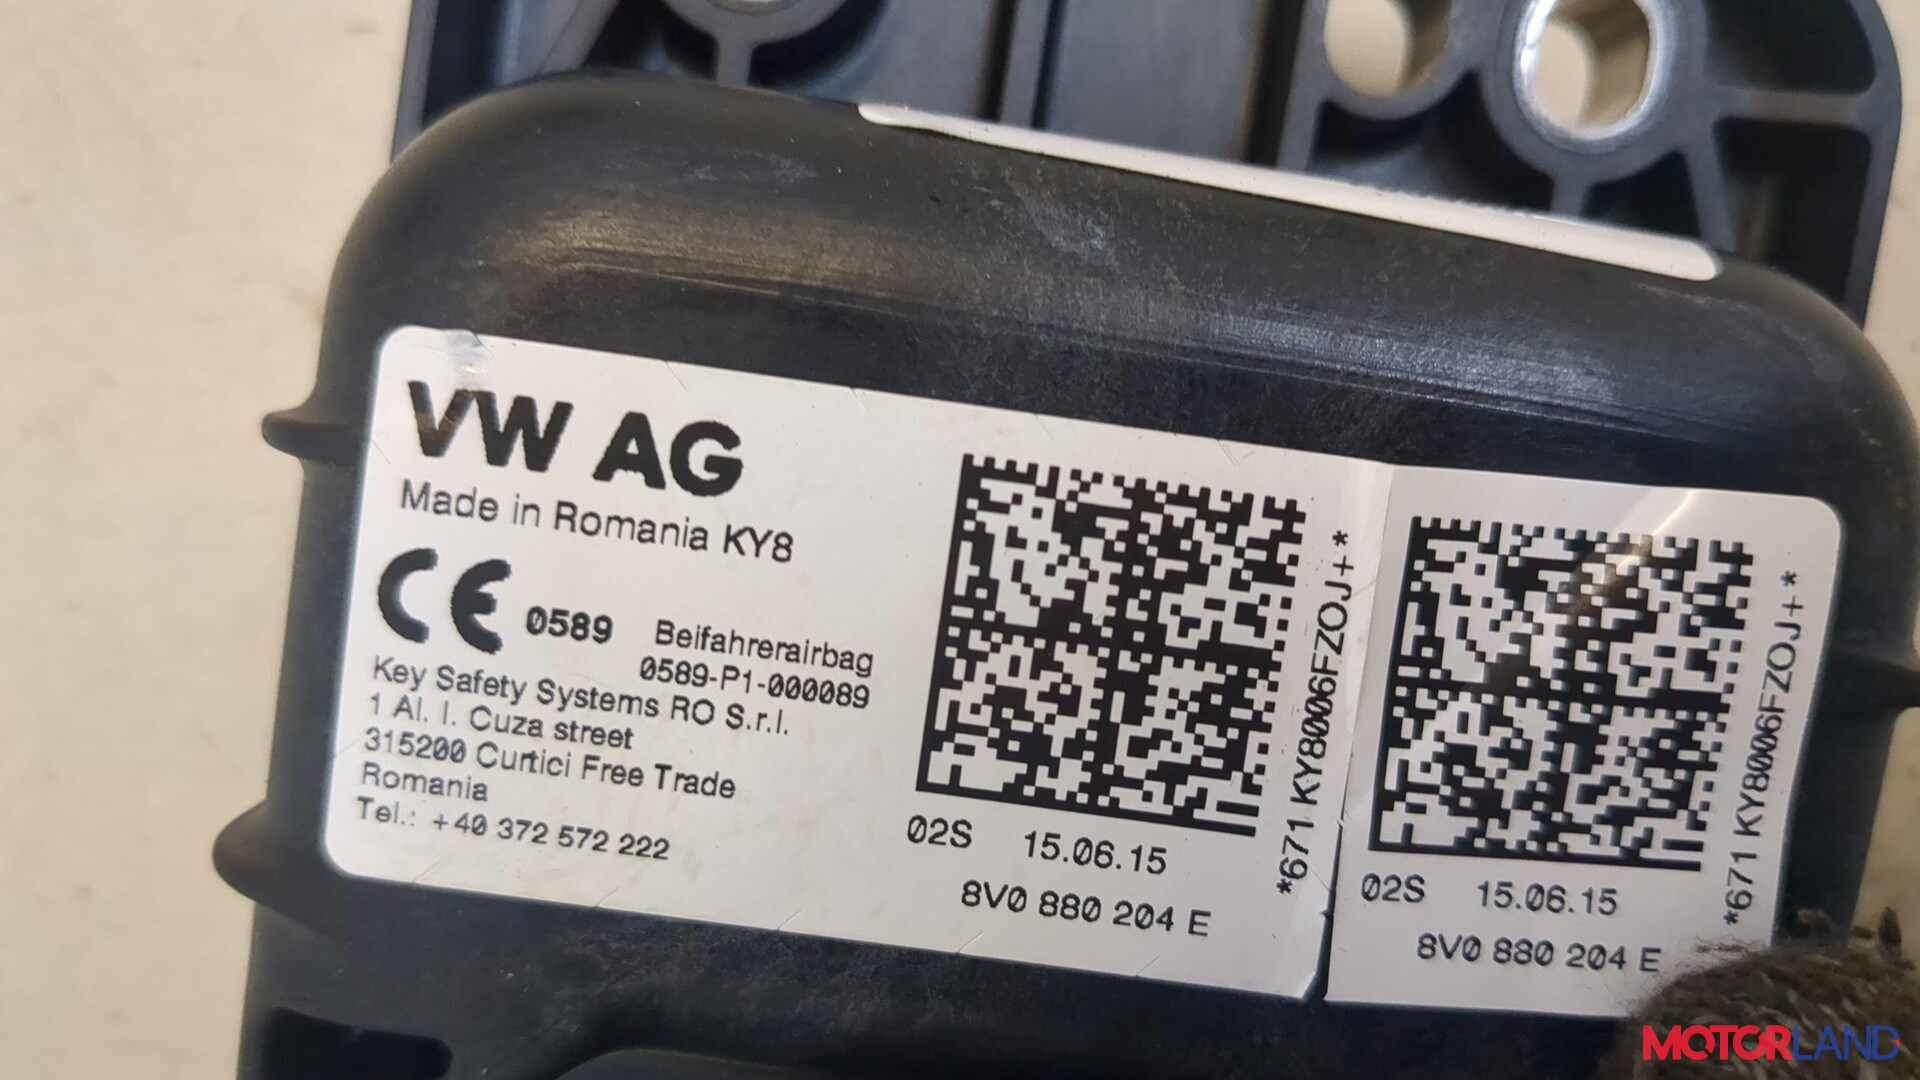 VW AG
Made in Romania KY8
CE 0589 Beifahrerairbag
0589-P1-000089
Key Safety Systems RO S.r.l.
1 Al. I. Cuza street
315200 Curtici Free Trade
Romania
Tel.: +40 372 572 222
02S 15.06.15
8V0 880 204 E
*671 KY8006FZOJ+*
02S 15.06.15
8V0 880 204 E
*671 KY8006FZOJ+*
MOTORLAND